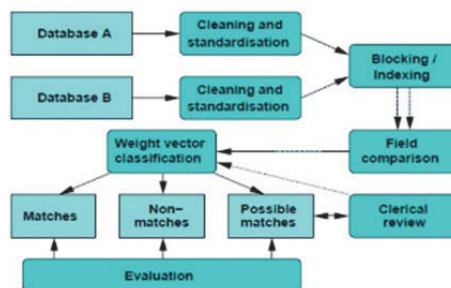 Database A
Cleaning and
standardisation
Blocking /
Indexing
Database B
Cleaning and
standardisation
Weight vector
classification
Field
comparison
Matches
Non−
matches
Possible
matches
Clerical
review
Evaluation